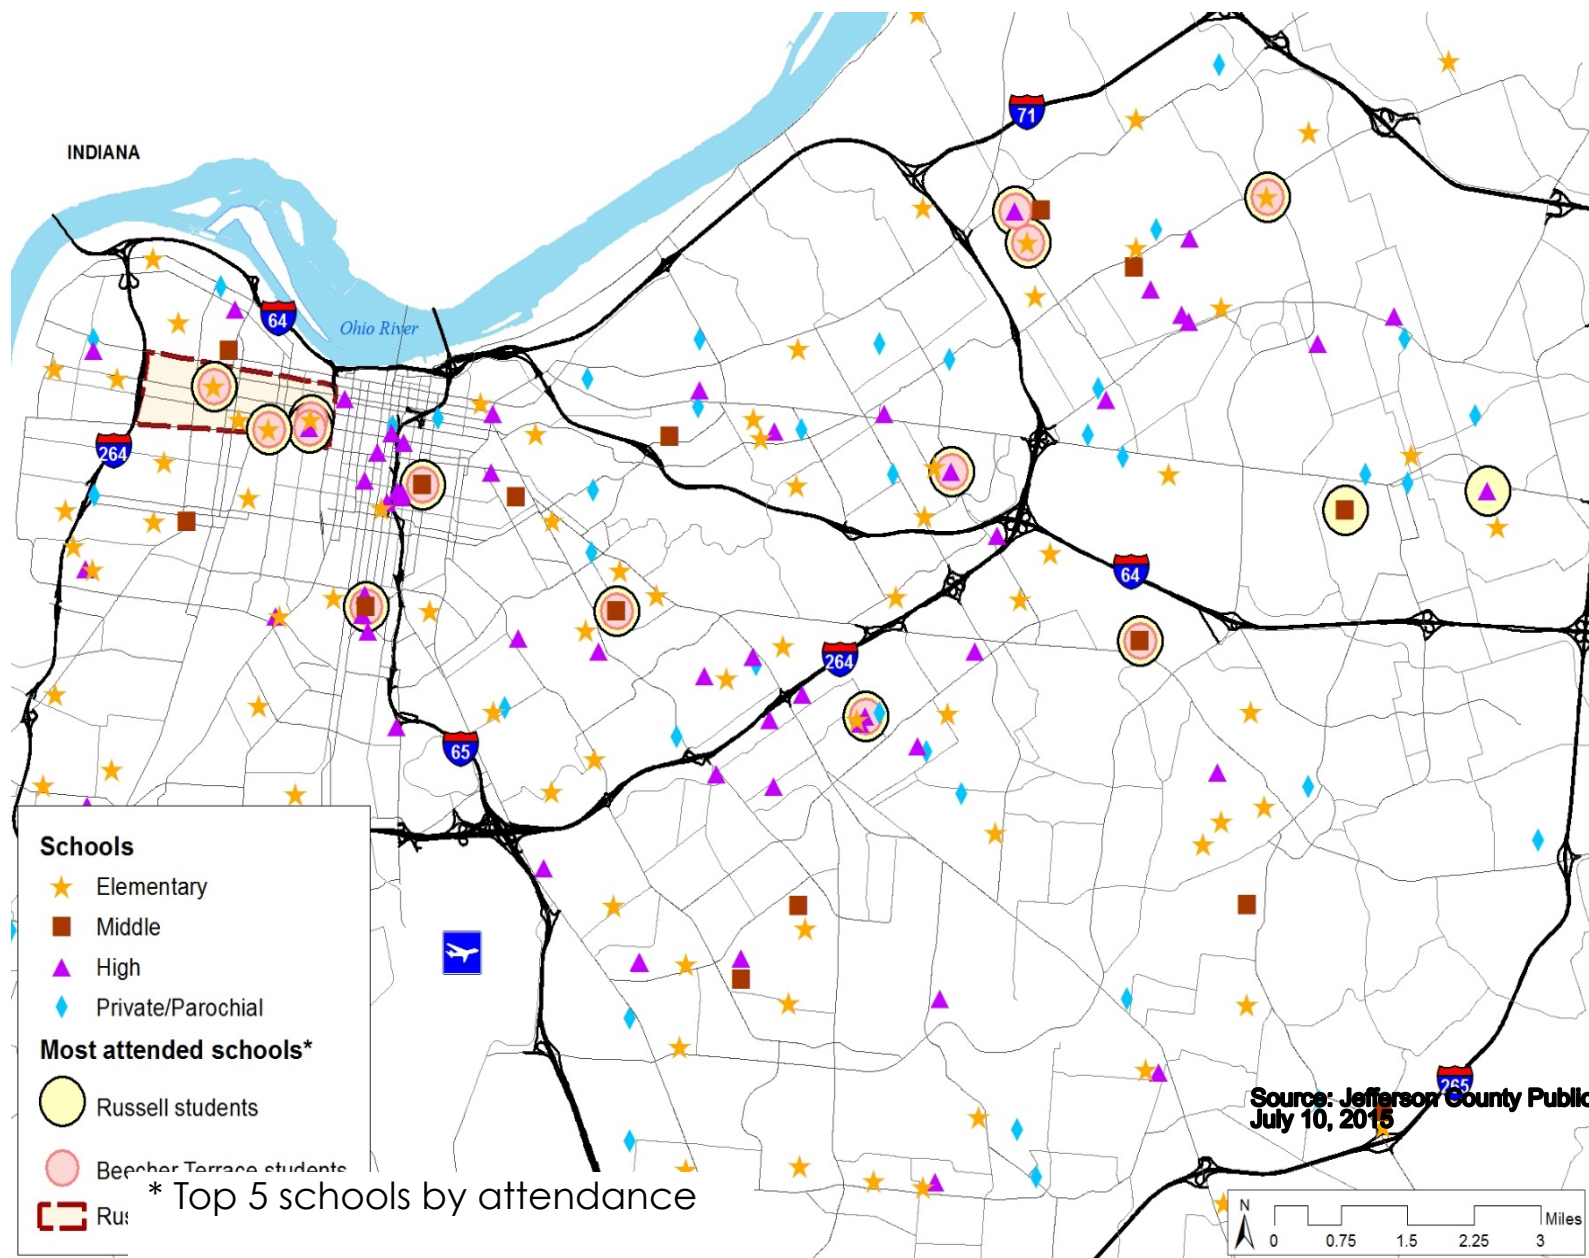 INDIANA
71
64
Ohio River
264
64
264
65
Schools
Elementary
Middle
High
Private/Parochial
Most attended schools*
Russell students
Beecher Terrace students
* Top 5 schools by attendance
265
Source: Jefferson County Public
July 10, 2015
N
Miles
0 0.75 1.5 2.25 3